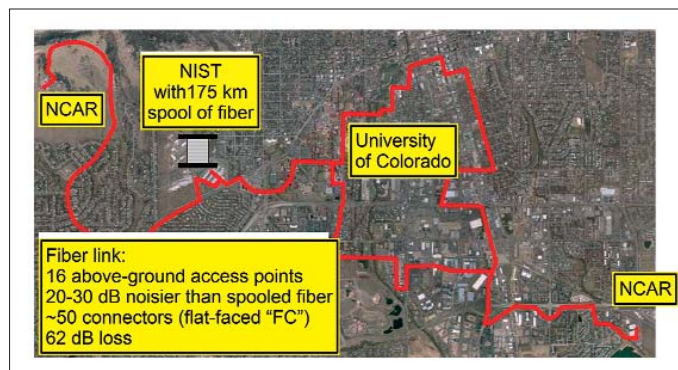 NCAR
NIST
with175 km
spool of fiber
University
of Colorado
Fiber link:
16 above-ground access points
20-30 dB noisier than spooled fiber
~50 connectors (flat-faced “FC”)
62 dB loss
NCAR